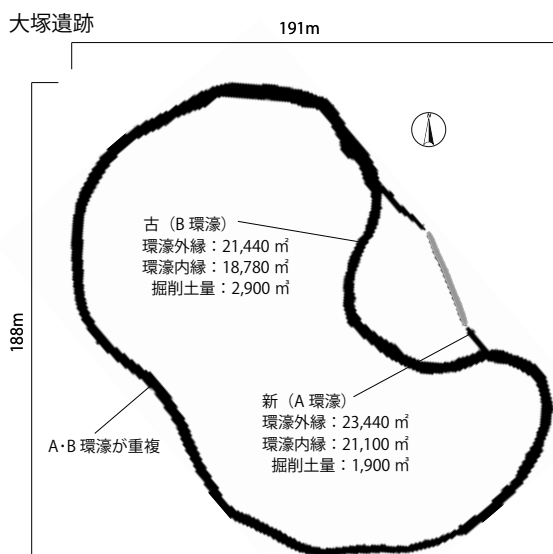 大塚遺跡
191m
N
188m
古（B 環濠）
環濠外縁：21,440 ㎡
環濠内縁：18,780 ㎡
掘削土量：2,900 ㎡
新（A 環濠）
環濠外縁：23,440 ㎡
環濠内縁：21,100 ㎡
掘削土量：1,900 ㎡
A･B 環濠が重複